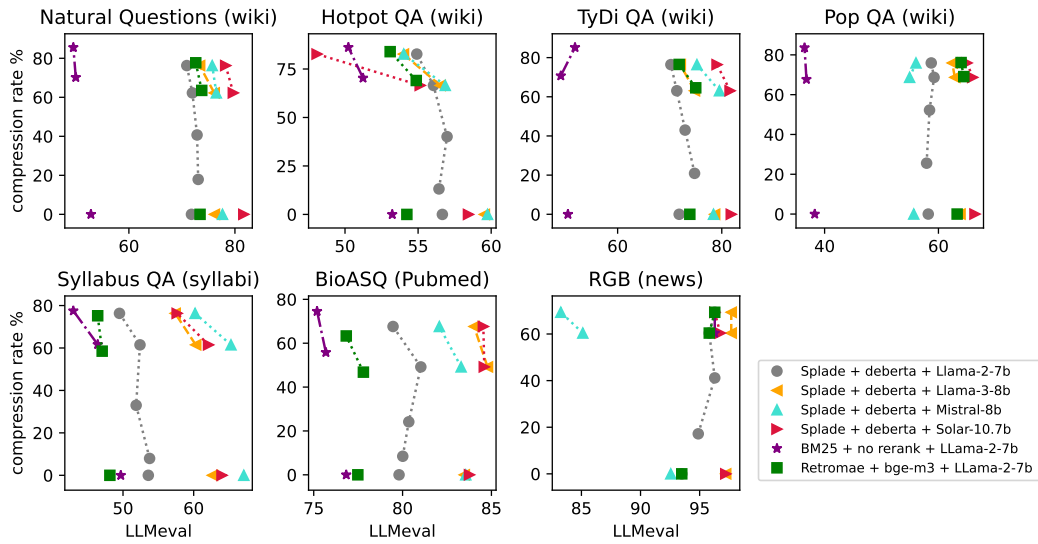 Natural Questions (wiki)
Hotpot QA (wiki)
TyDi QA (wiki)
Pop QA (wiki)
compression rate %
80
60
40
20
0
60
80
75
50
25
0
50
55
60
80
60
40
20
0
60
80
80
60
40
20
0
40
60
Syllabus QA (syllabi)
BioASQ (Pubmed)
RGB (news)
compression rate %
80
60
40
20
0
50
60
LLMeval
80
60
40
20
0
75
80
85
LLMeval
60
40
20
0
85
90
95
LLMeval
Splade + deberta + Llama-2-7b
Splade + deberta + Llama-3-8b
Splade + deberta + Mistral-8b
Splade + deberta + Solar-10.7b
BM25 + no rerank + LLama-2-7b
Retromae + bge-m3 + LLama-2-7b